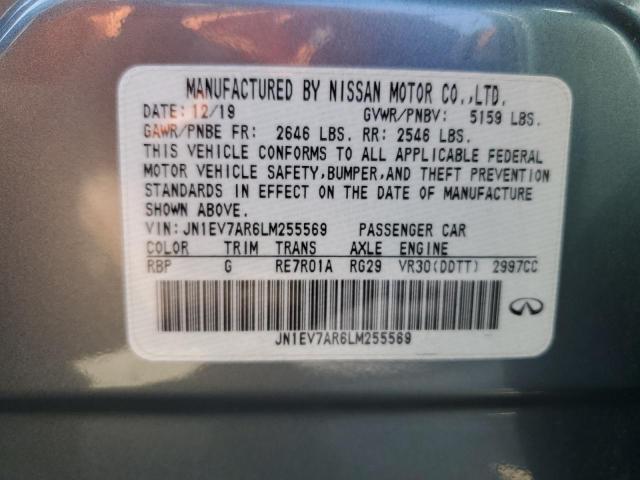 MANUFACTURED BY NISSAN MOTOR CO.,LTD.
DATE: 12/19 GVWR/PNBV: 5159 LBS.
GAWR/PNBE FR: 2646 LBS. RR: 2546 LBS.
THIS VEHICLE CONFORMS TO ALL APPLICABLE FEDERAL
MOTOR VEHICLE SAFETY,BUMPER,AND THEFT PREVENTION
STANDARDS IN EFFECT ON THE DATE OF MANUFACTURE
SHOWN ABOVE.
VIN: JN1EV7AR6LM255569 PASSENGER CAR
COLOR TRIM TRANS AXLE ENGINE
RBP G RE7R01A RG29 VR30(DDTT) 2997CC
JN1EV7AR6LM255569